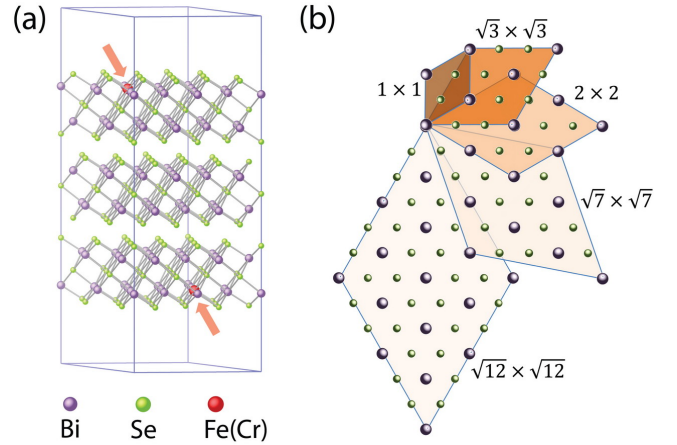 (a)
Bi
Se
Fe(Cr)
(b)
√3 × √3
1 × 1
2 × 2
√7 × √7
√12 × √12